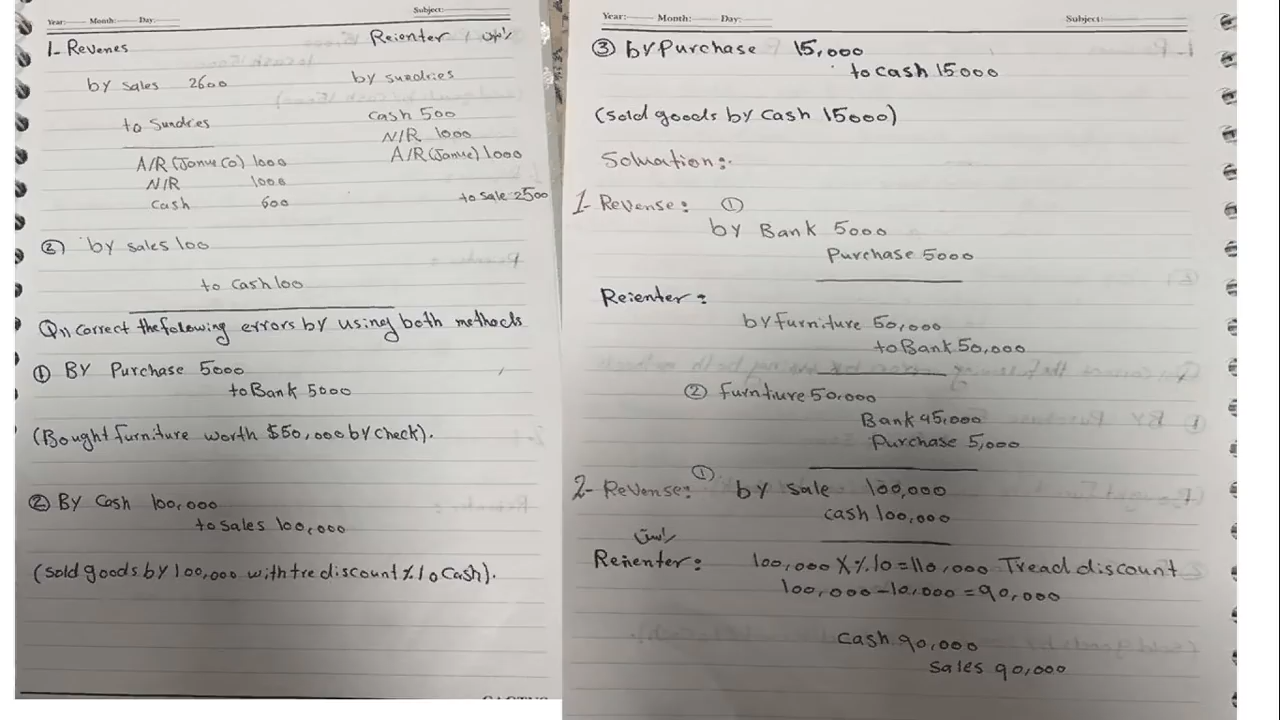 Subject:
Year: Month: Day:
1- Revenes Reienter
by sales 2600 by suedries
to Sundries cash 500
N/R 1000
A/R (Jamue Co) 1000 A/R (Jamue) 1000
N/R 1000
cash 600 to sale 2500
② by sales 100
to cash 100
Q1) correct the folowing errors by using both methods
① BY Purchase 5000
to Bank 5000
(Bought furniture worth $50,000 by check).
② BY Cash 100,000
to sales 100,000
(sold goods by 100,000 with tre discount %10 Cash).
Year: Month: Day: Subject:
③ by Purchase 15,000
to cash 15000
(sold goods by cash 15000)
Soluation:-
1- Revense: ①
by Bank 5000
Purchase 5000
Reienter:
by furniture 50,000
to Bank 50,000
② furntiure 50,000
Bank 45,000
Purchase 5,000
2- Revense: ① by sale 100,000
cash 100,000
راست
Reienter: 100,000 X %10 = 110,000 Tread discount
100,000 - 10,000 = 90,000
Cash 90,000
Sales 90,000